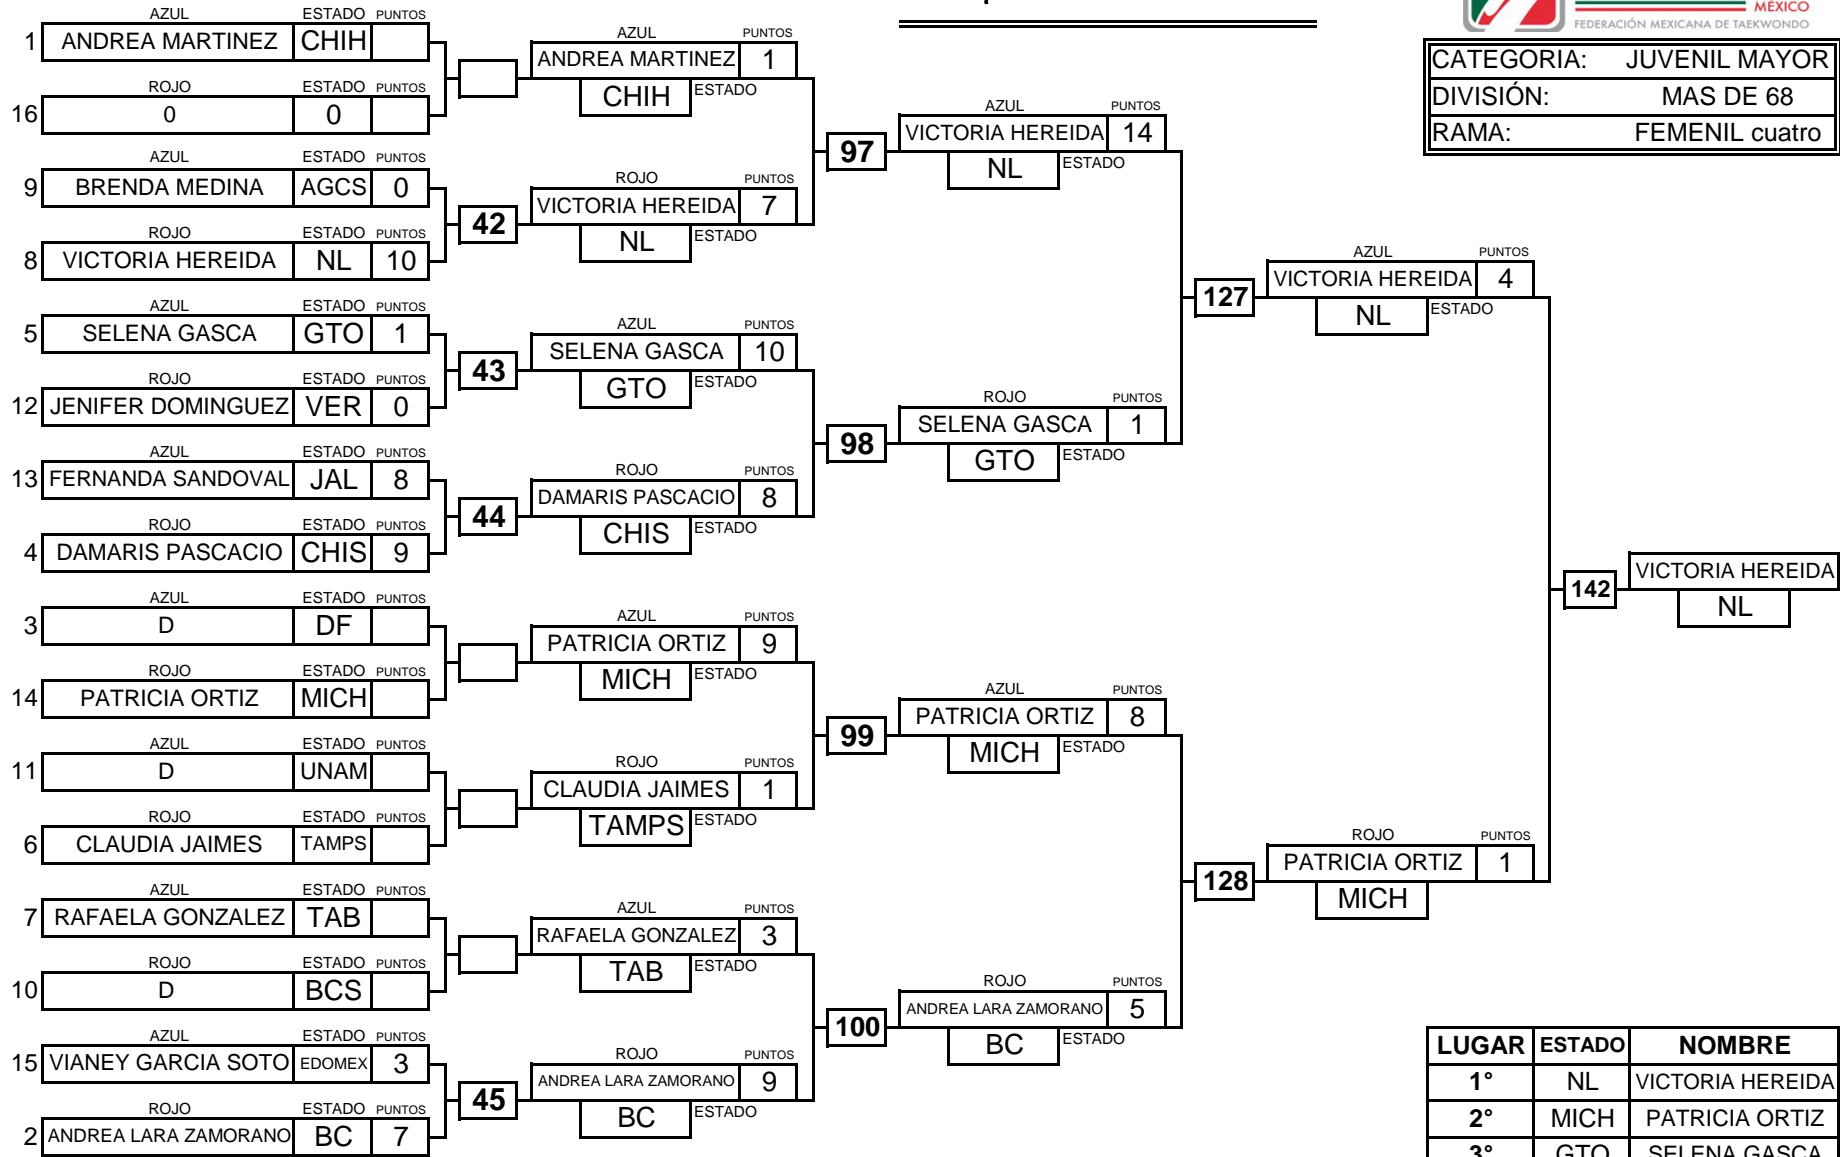 MÉXICO
FEDERACIÓN MEXICANA DE TAEKWONDO
CATEGORIA: JUVENIL MAYOR
DIVISIÓN: MAS DE 68
RAMA: FEMENIL cuatro
AZUL ESTADO PUNTOS
1 ANDREA MARTINEZ CHIH
ROJO ESTADO PUNTOS
16 0 0
AZUL ESTADO PUNTOS
9 BRENDA MEDINA AGCS 0
ROJO ESTADO PUNTOS
8 VICTORIA HEREIDA NL 10
AZUL ESTADO PUNTOS
5 SELENA GASCA GTO 1
ROJO ESTADO PUNTOS
12 JENIFER DOMINGUEZ VER 0
AZUL ESTADO PUNTOS
13 FERNANDA SANDOVAL JAL 8
ROJO ESTADO PUNTOS
4 DAMARIS PASCACIO CHIS 9
AZUL ESTADO PUNTOS
3 D DF
ROJO ESTADO PUNTOS
14 PATRICIA ORTIZ MICH
AZUL ESTADO PUNTOS
11 D UNAM
ROJO ESTADO PUNTOS
6 CLAUDIA JAIMES TAMPS
AZUL ESTADO PUNTOS
7 RAFAELA GONZALEZ TAB
ROJO ESTADO PUNTOS
10 D BCS
AZUL ESTADO PUNTOS
15 VIANEY GARCIA SOTO EDOMEX 3
ROJO ESTADO PUNTOS
2 ANDREA LARA ZAMORANO BC 7
42
43
44
45
AZUL PUNTOS
ANDREA MARTINEZ 1
CHIH ESTADO
ROJO PUNTOS
VICTORIA HEREIDA 7
NL ESTADO
AZUL PUNTOS
SELENA GASCA 10
GTO ESTADO
ROJO PUNTOS
DAMARIS PASCACIO 8
CHIS ESTADO
AZUL PUNTOS
PATRICIA ORTIZ 9
MICH ESTADO
ROJO PUNTOS
CLAUDIA JAIMES 1
TAMPS ESTADO
AZUL PUNTOS
RAFAELA GONZALEZ 3
TAB ESTADO
ROJO PUNTOS
ANDREA LARA ZAMORANO 9
BC ESTADO
97
98
99
100
AZUL PUNTOS
VICTORIA HEREIDA 14
NL ESTADO
ROJO PUNTOS
SELENA GASCA 1
GTO ESTADO
AZUL PUNTOS
PATRICIA ORTIZ 8
MICH ESTADO
ROJO PUNTOS
ANDREA LARA ZAMORANO 5
BC ESTADO
127
128
AZUL PUNTOS
VICTORIA HEREIDA 4
NL ESTADO
ROJO PUNTOS
PATRICIA ORTIZ 1
MICH
142
VICTORIA HEREIDA
NL
LUGAR ESTADO NOMBRE
1° NL VICTORIA HEREIDA
2° MICH PATRICIA ORTIZ
3° GTO SELENA GASCA